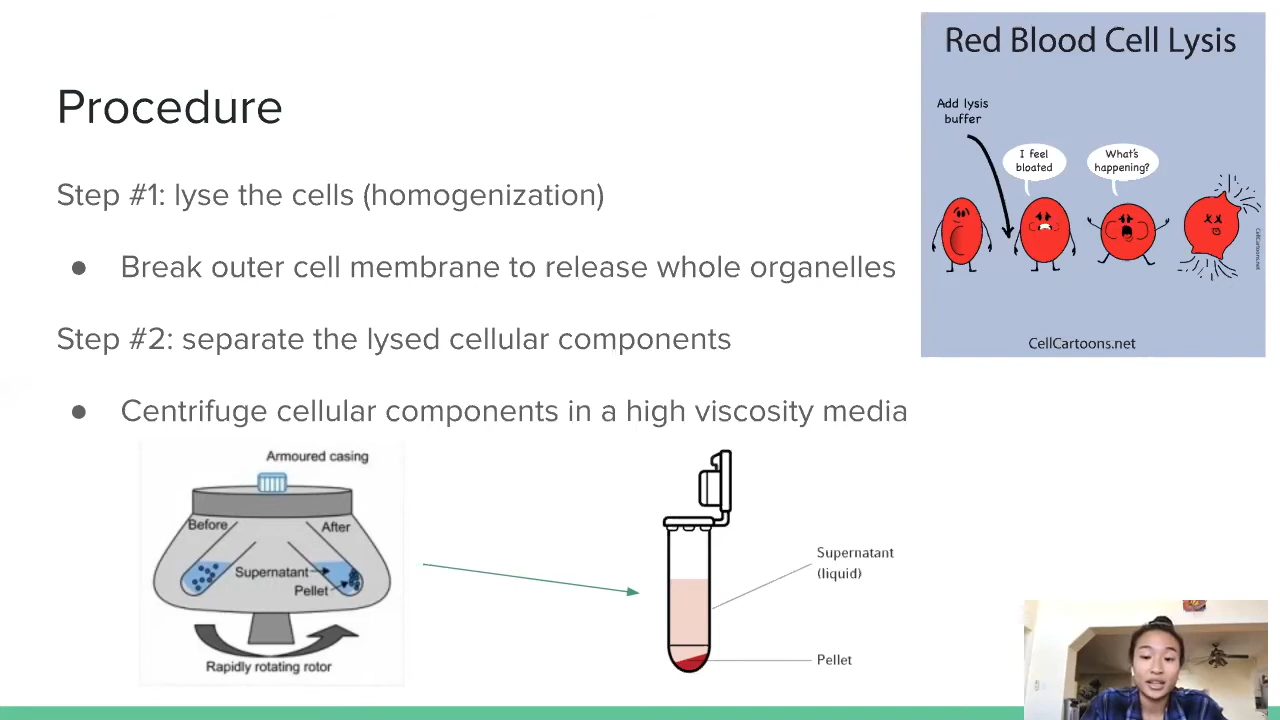 Procedure
Step #1: lyse the cells (homogenization)
● Break outer cell membrane to release whole organelles
Step #2: separate the lysed cellular components
● Centrifuge cellular components in a high viscosity media
Red Blood Cell Lysis
Add lysis
buffer
I feel
bloated
What's
happening?
CellCartoons.net
CellCartoons.net
Armoured casing
Before
After
Supernatant
Pellet
Rapidly rotating rotor
Supernatant
(liquid)
Pellet